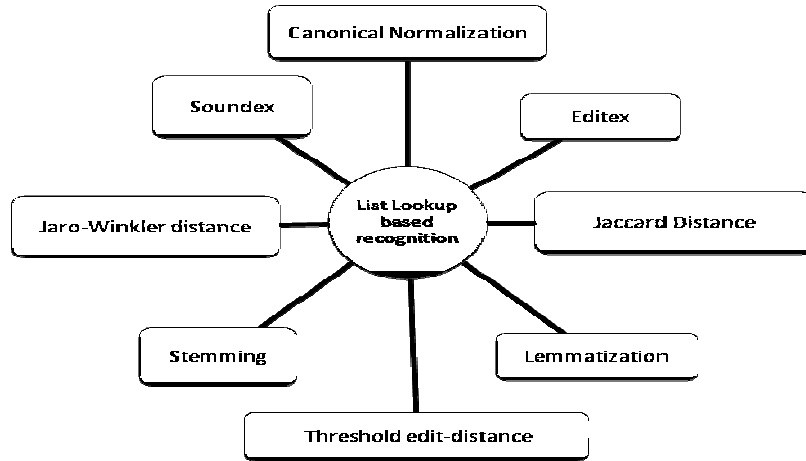 Canonical Normalization
Soundex
Editex
List Lookup
based
recognition
Jaro-Winkler distance
Jaccard Distance
Stemming
Lemmatization
Threshold edit-distance